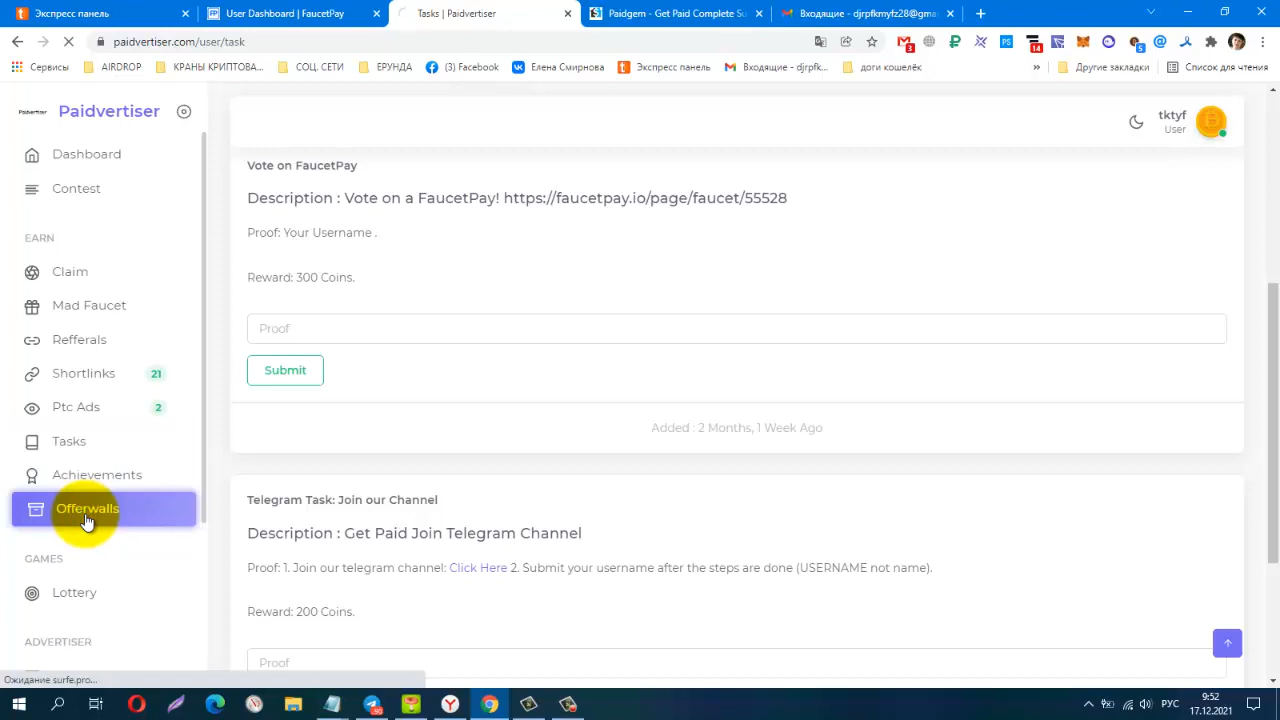 Экспресс панель
User Dashboard | FaucetPay
Tasks | Paidvertiser
Paidgem - Get Paid Complete Su
Входящие - djrpfkmyfz28@gmai
paidvertiser.com/user/task
3
14
5
Сервисы
AIRDROP
КРАНЫ КРИПТОВА...
СОЦ. СЕТИ
ЕРУНДА
(3) Facebook
Елена Смирнова
Экспресс панель
Входящие - djrpfk...
доги кошелёк
»
Другие закладки
Список для чтения
Paidvertiser
Paidvertiser
Dashboard
Contest
EARN
Claim
Mad Faucet
Refferals
Shortlinks 21
Ptc Ads 2
Tasks
Achievements
Offerwalls
GAMES
Lottery
ADVERTISER
tktyf
User
Vote on FaucetPay
Description : Vote on a FaucetPay! https://faucetpay.io/page/faucet/55528
Proof: Your Username .
Reward: 300 Coins.
Proof
Submit
Added : 2 Months, 1 Week Ago
Telegram Task: Join our Channel
Description : Get Paid Join Telegram Channel
Proof: 1. Join our telegram channel: Click Here 2. Submit your username after the steps are done (USERNAME not name).
Reward: 200 Coins.
Proof
Ожидание surfe.pro...
РУС
9:52
17.12.2021